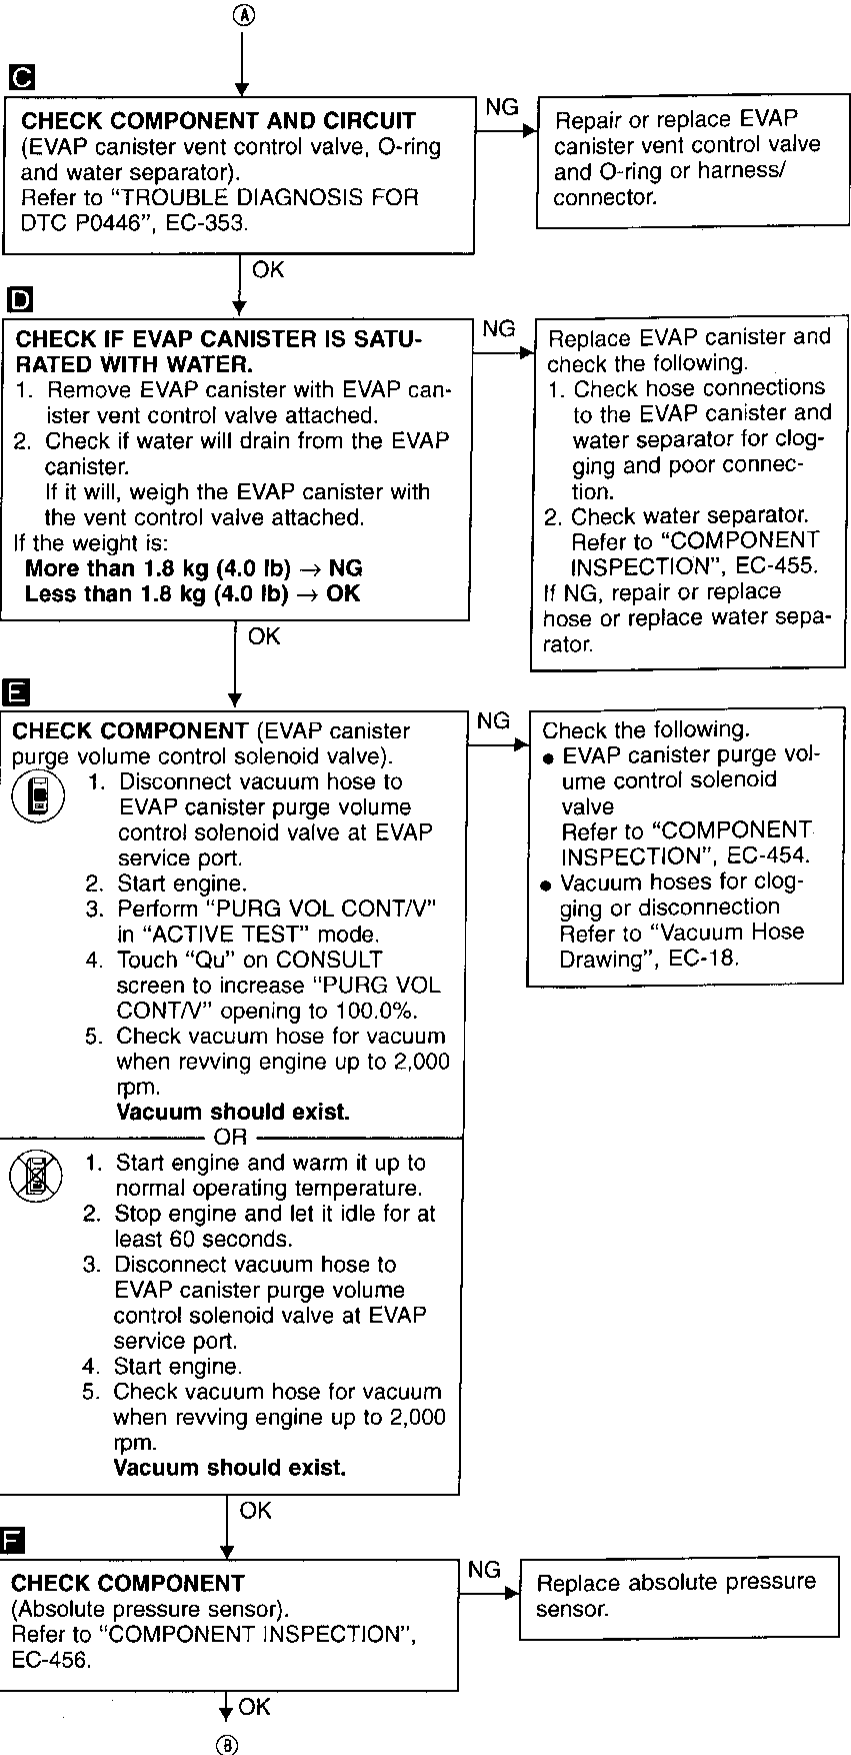 A
C
CHECK COMPONENT AND CIRCUIT
(EVAP canister vent control valve, O-ring
and water separator).
Refer to "TROUBLE DIAGNOSIS FOR
DTC P0446", EC-353.
NG
Repair or replace EVAP
canister vent control valve
and O-ring or harness/
connector.
OK
D
CHECK IF EVAP CANISTER IS SATU-
RATED WITH WATER.
1. Remove EVAP canister with EVAP can-
ister vent control valve attached.
2. Check if water will drain from the EVAP
canister.
If it will, weigh the EVAP canister with
the vent control valve attached.
If the weight is:
More than 1.8 kg (4.0 lb) → NG
Less than 1.8 kg (4.0 lb) → OK
NG
Replace EVAP canister and
check the following.
1. Check hose connections
to the EVAP canister and
water separator for clog-
ging and poor connec-
tion.
2. Check water separator.
Refer to "COMPONENT
INSPECTION", EC-455.
If NG, repair or replace
hose or replace water sepa-
rator.
OK
E
CHECK COMPONENT (EVAP canister
purge volume control solenoid valve).
1. Disconnect vacuum hose to
EVAP canister purge volume
control solenoid valve at EVAP
service port.
2. Start engine.
3. Perform "PURG VOL CONT/V"
in "ACTIVE TEST" mode.
4. Touch "Qu" on CONSULT
screen to increase "PURG VOL
CONT/V" opening to 100.0%.
5. Check vacuum hose for vacuum
when revving engine up to 2,000
rpm.
Vacuum should exist.
OR
1. Start engine and warm it up to
normal operating temperature.
2. Stop engine and let it idle for at
least 60 seconds.
3. Disconnect vacuum hose to
EVAP canister purge volume
control solenoid valve at EVAP
service port.
4. Start engine.
5. Check vacuum hose for vacuum
when revving engine up to 2,000
rpm.
Vacuum should exist.
NG
Check the following.
● EVAP canister purge vol-
ume control solenoid
valve
Refer to "COMPONENT
INSPECTION", EC-454.
● Vacuum hoses for clog-
ging or disconnection
Refer to "Vacuum Hose
Drawing", EC-18.
OK
F
CHECK COMPONENT
(Absolute pressure sensor).
Refer to "COMPONENT INSPECTION",
EC-456.
NG
Replace absolute pressure
sensor.
OK
B